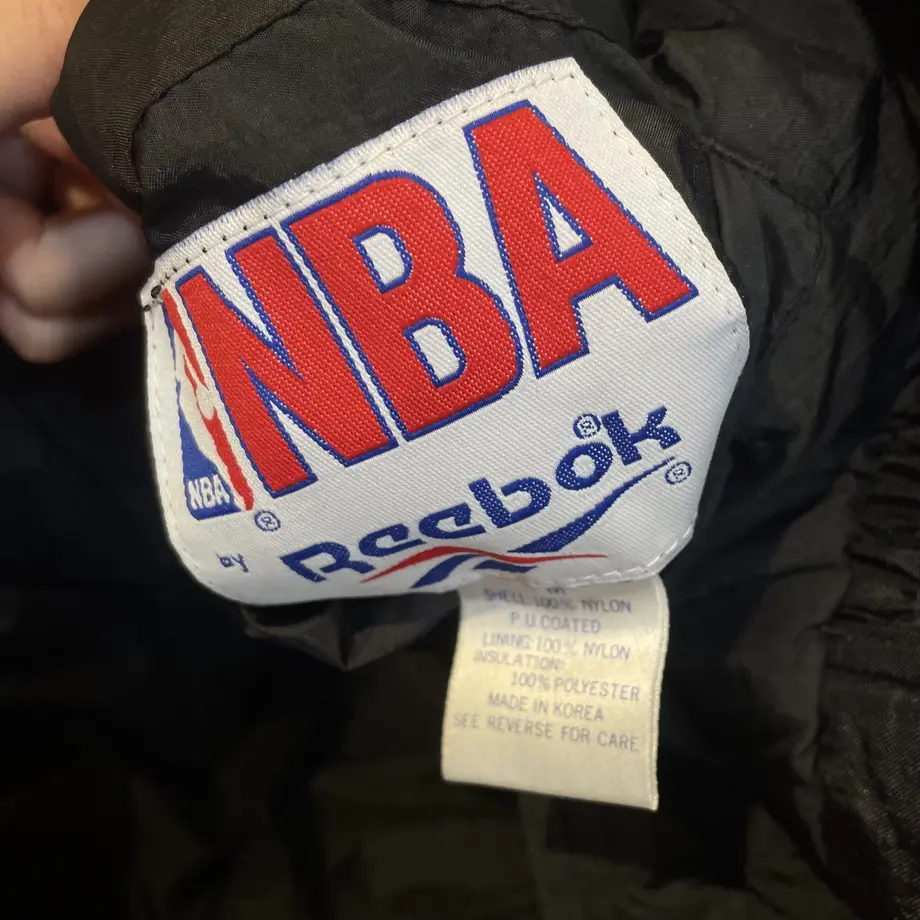 NBA
NBA ®
by Reebok ®
®
SHELL 100% NYLON
P.U.COATED
LINING: 100% NYLON
INSULATION:
100% POLYESTER
MADE IN KOREA
SEE REVERSE FOR CARE